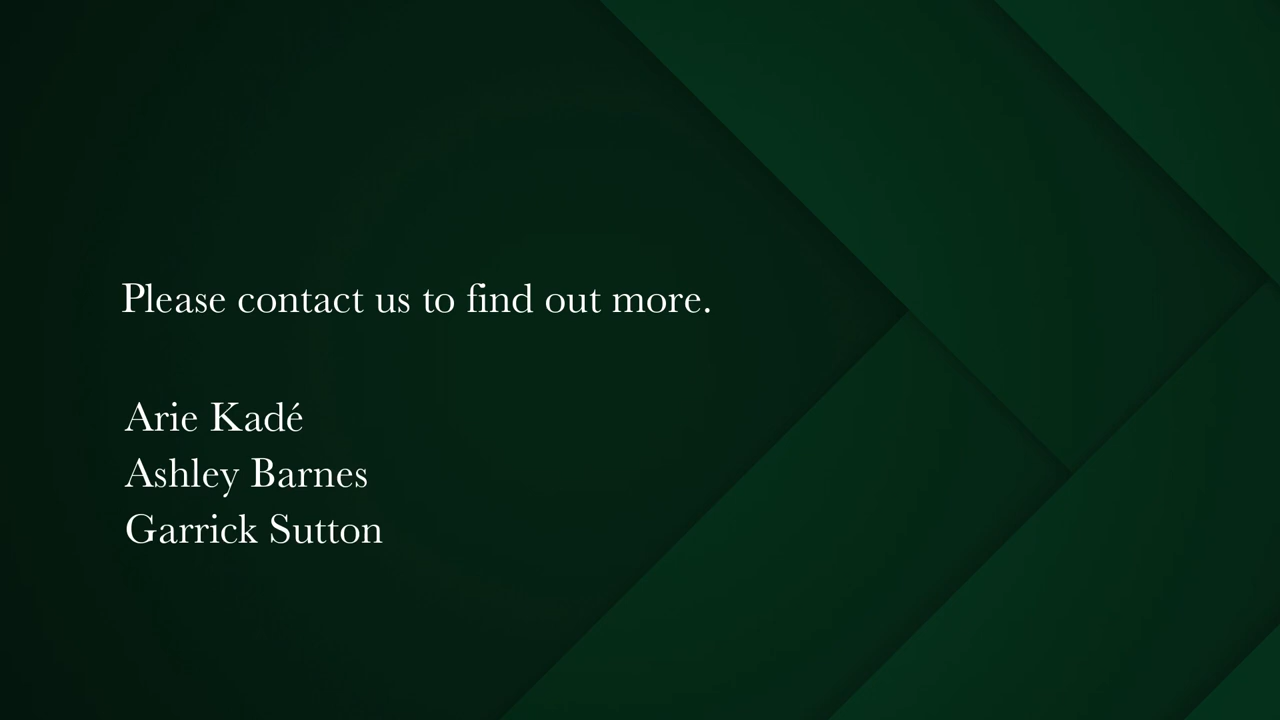 Please contact us to find out more.
Arie Kadé
Ashley Barnes
Garrick Sutton